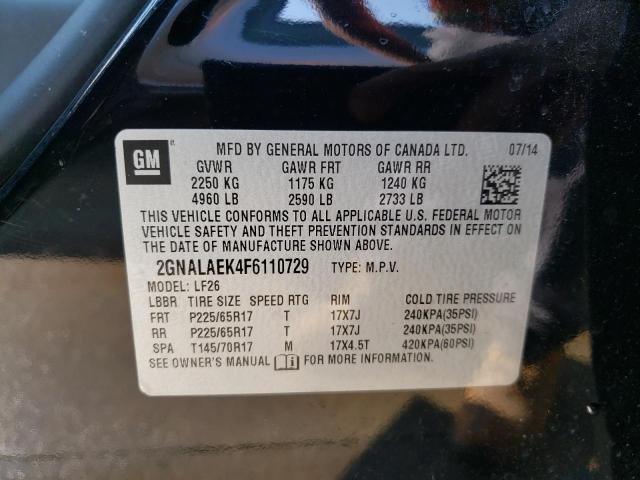 GM
MFD BY GENERAL MOTORS OF CANADA LTD. 07/14
GVWR GAWR FRT GAWR RR
2250 KG 1175 KG 1240 KG
4960 LB 2590 LB 2733 LB
THIS VEHICLE CONFORMS TO ALL APPLICABLE U.S. FEDERAL MOTOR
VEHICLE SAFETY AND THEFT PREVENTION STANDARDS IN EFFECT ON
THE DATE OF MANUFACTURE SHOWN ABOVE.
2GNALAEK4F6110729 TYPE: M.P.V.
MODEL: LF26
LBBR TIRE SIZE SPEED RTG RIM COLD TIRE PRESSURE
FRT P225/65R17 T 17X7J 240KPA(35PSI)
RR P225/65R17 T 17X7J 240KPA(35PSI)
SPA T145/70R17 M 17X4.5T 420KPA(60PSI)
SEE OWNER'S MANUAL